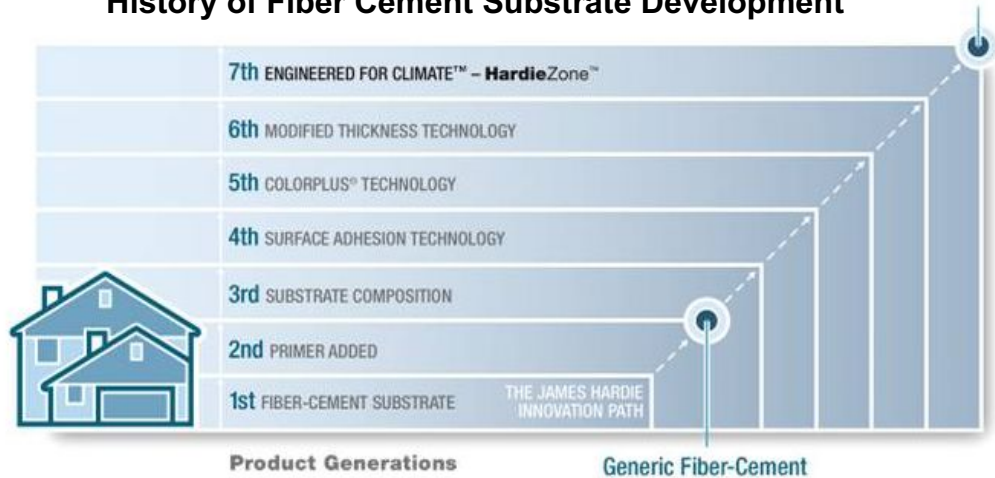 History of Fiber Cement Substrate Development
7th ENGINEERED FOR CLIMATE™ – HardieZone™
6th MODIFIED THICKNESS TECHNOLOGY
5th COLORPLUS® TECHNOLOGY
4th SURFACE ADHESION TECHNOLOGY
3rd SUBSTRATE COMPOSITION
2nd PRIMER ADDED
1st FIBER-CEMENT SUBSTRATE
THE JAMES HARDIE
INNOVATION PATH
Product Generations
Generic Fiber-Cement